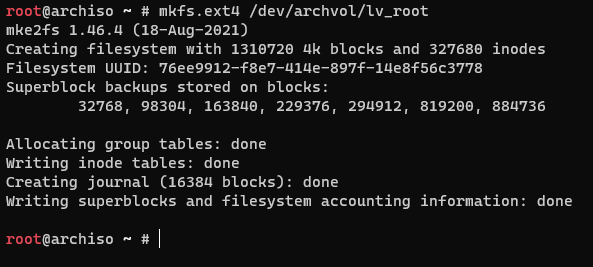 root@archiso ~ # mkfs.ext4 /dev/archvol/lv_root
mke2fs 1.46.4 (18-Aug-2021)
Creating filesystem with 1310720 4k blocks and 327680 inodes
Filesystem UUID: 76ee9912-f8e7-414e-897f-14e8f56c3778
Superblock backups stored on blocks:
        32768, 98304, 163840, 229376, 294912, 819200, 884736

Allocating group tables: done
Writing inode tables: done
Creating journal (16384 blocks): done
Writing superblocks and filesystem accounting information: done

root@archiso ~ #